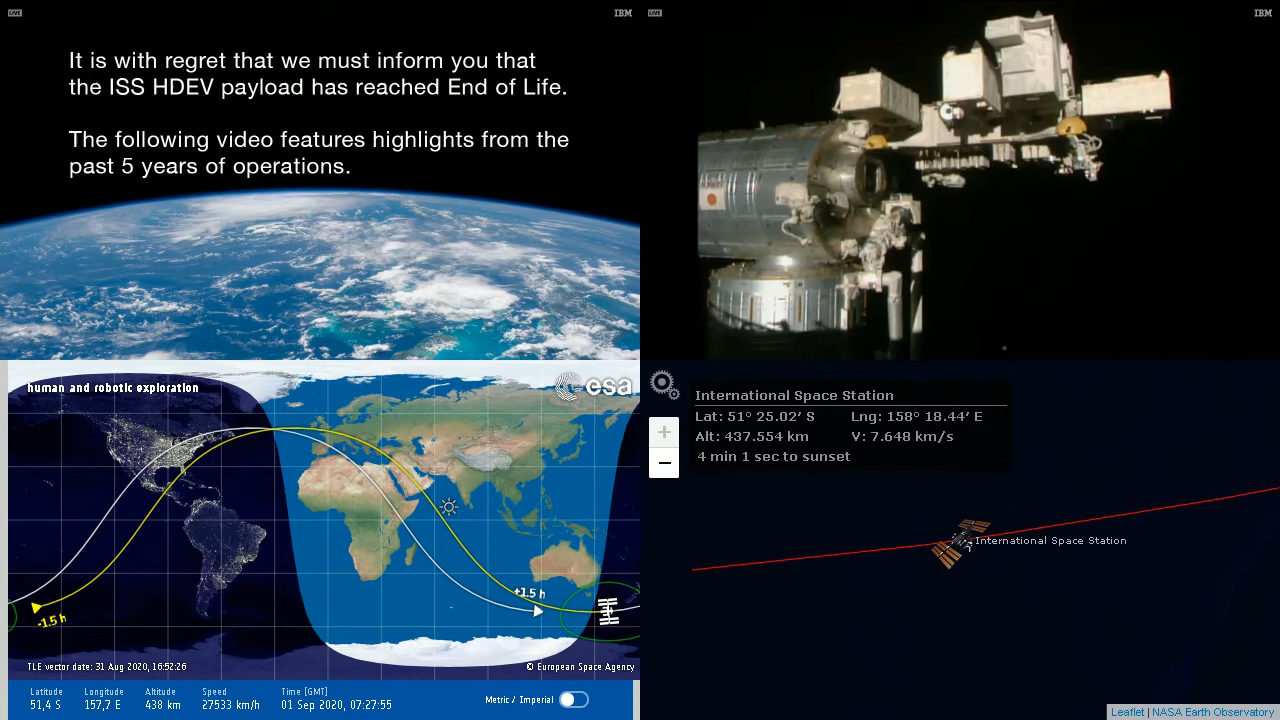 LIVE
IBM
It is with regret that we must inform you that
the ISS HDEV payload has reached End of Life.
The following video features highlights from the
past 5 years of operations.
LIVE
IBM
human and robotic exploration
esa
+1.5 h
-1.5 h
TLE vector date: 31 Aug 2020, 16:52:26
© European Space Agency
Latitude Longitude Altitude Speed Time [GMT]
51,4 S 157,7 E 438 km 27533 km/h 01 Sep 2020, 07:27:55
Metric / Imperial
+
−
International Space Station
Lat: 51° 25.02′ S Lng: 158° 18.44′ E
Alt: 437.554 km V: 7.648 km/s
4 min 1 sec to sunset
International Space Station
Leaflet | NASA Earth Observatory